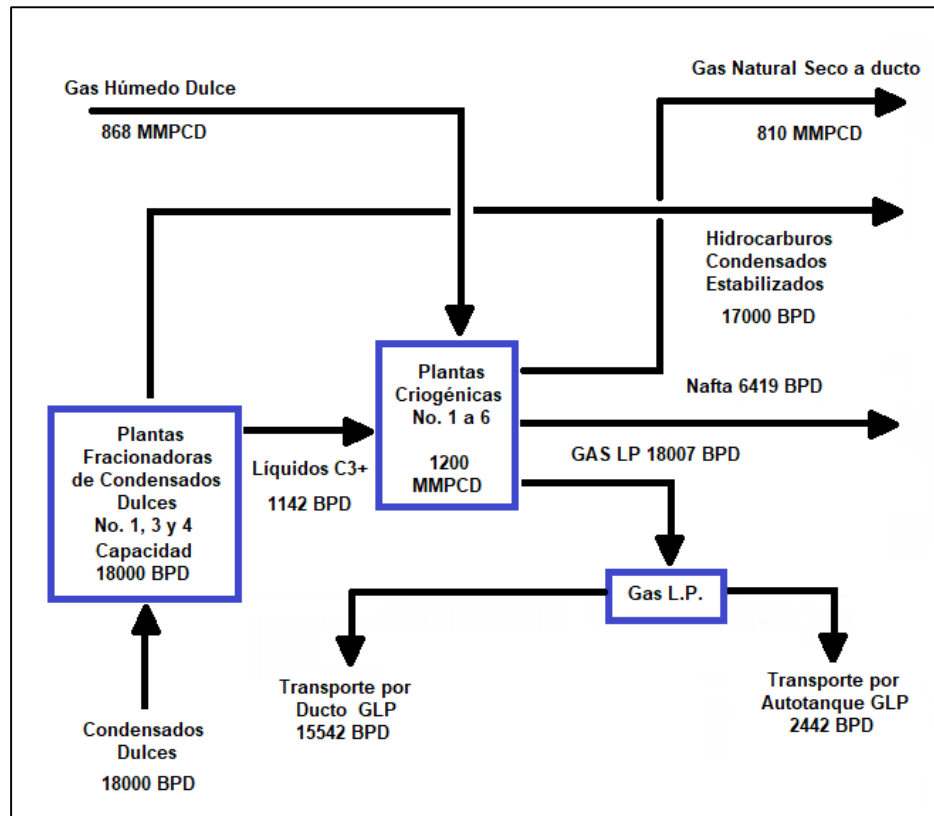 Gas Húmedo Dulce
868 MMPCD
Gas Natural Seco a ducto
810 MMPCD
Hidrocarburos
Condensados
Estabilizados
17000 BPD
Plantas
Criogénicas
No. 1 a 6
1200
MMPCD
Nafta 6419 BPD
GAS LP 18007 BPD
Plantas
Fracionadoras
de Condensados
Dulces
No. 1, 3 y 4
Capacidad
18000 BPD
Líquidos C3+
1142 BPD
Gas L.P.
Transporte por
Ducto GLP
15542 BPD
Transporte por
Autotanque GLP
2442 BPD
Condensados
Dulces
18000 BPD